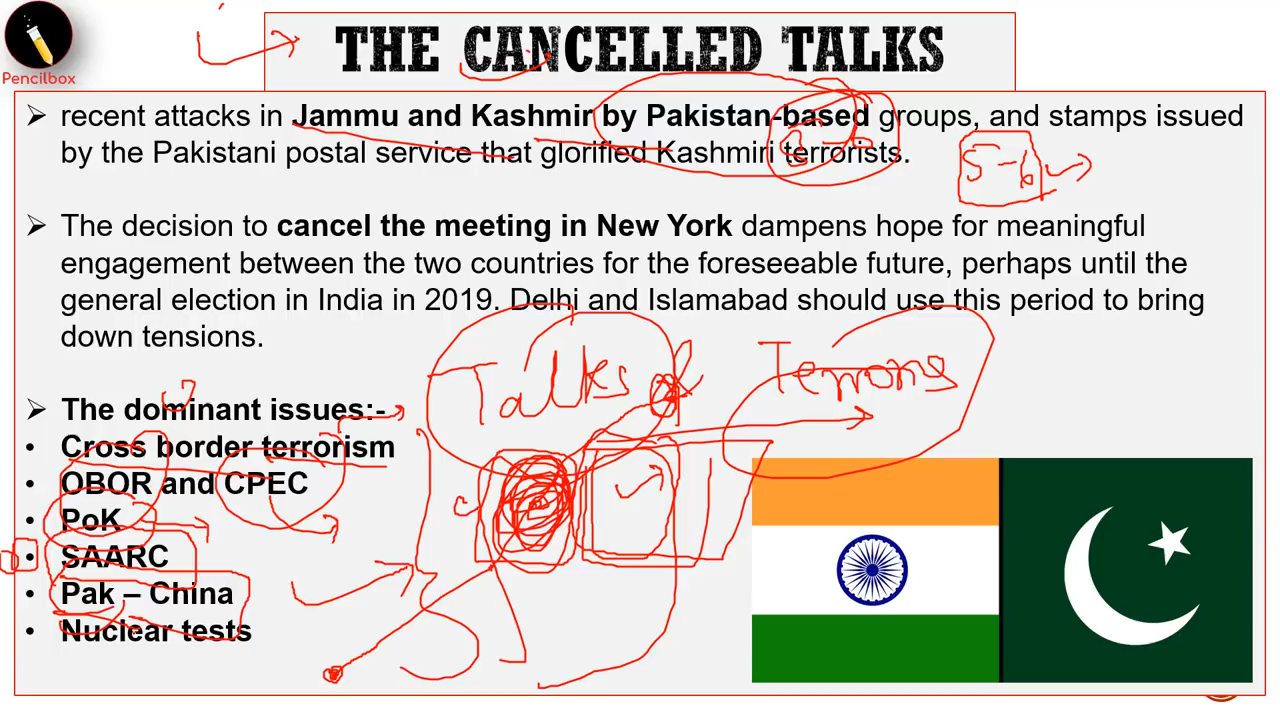 Pencilbox
THE CANCELLED TALKS
➢ recent attacks in Jammu and Kashmir by Pakistan-based groups, and stamps issued
by the Pakistani postal service that glorified Kashmiri terrorists.
5-6
➢ The decision to cancel the meeting in New York dampens hope for meaningful
engagement between the two countries for the foreseeable future, perhaps until the
general election in India in 2019. Delhi and Islamabad should use this period to bring
down tensions.
Talks & Terrors
➢ The dominant issues:-
• Cross border terrorism
• OBOR and CPEC
• PoK
• SAARC
• Pak – China
• Nuclear tests